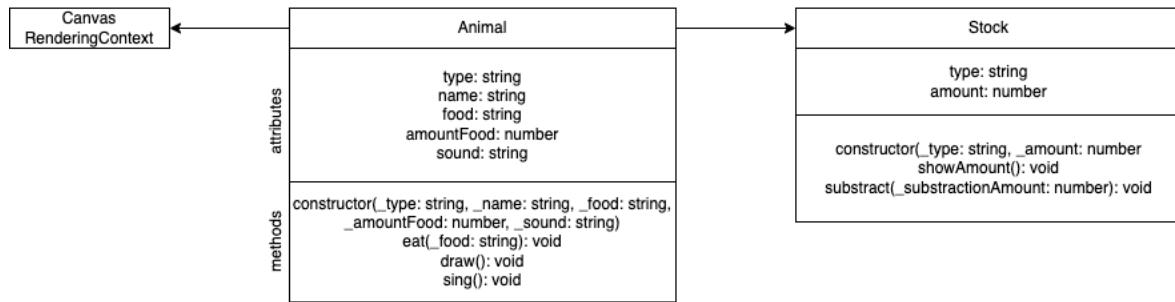 Canvas
RenderingContext
Animal
attributes
type: string
name: string
food: string
amountFood: number
sound: string
methods
constructor(_type: string, _name: string, _food: string,
_amountFood: number, _sound: string)
eat(_food: string): void
draw(): void
sing(): void
Stock
type: string
amount: number
constructor(_type: string, _amount: number
showAmount(): void
substract(_substractionAmount: number): void